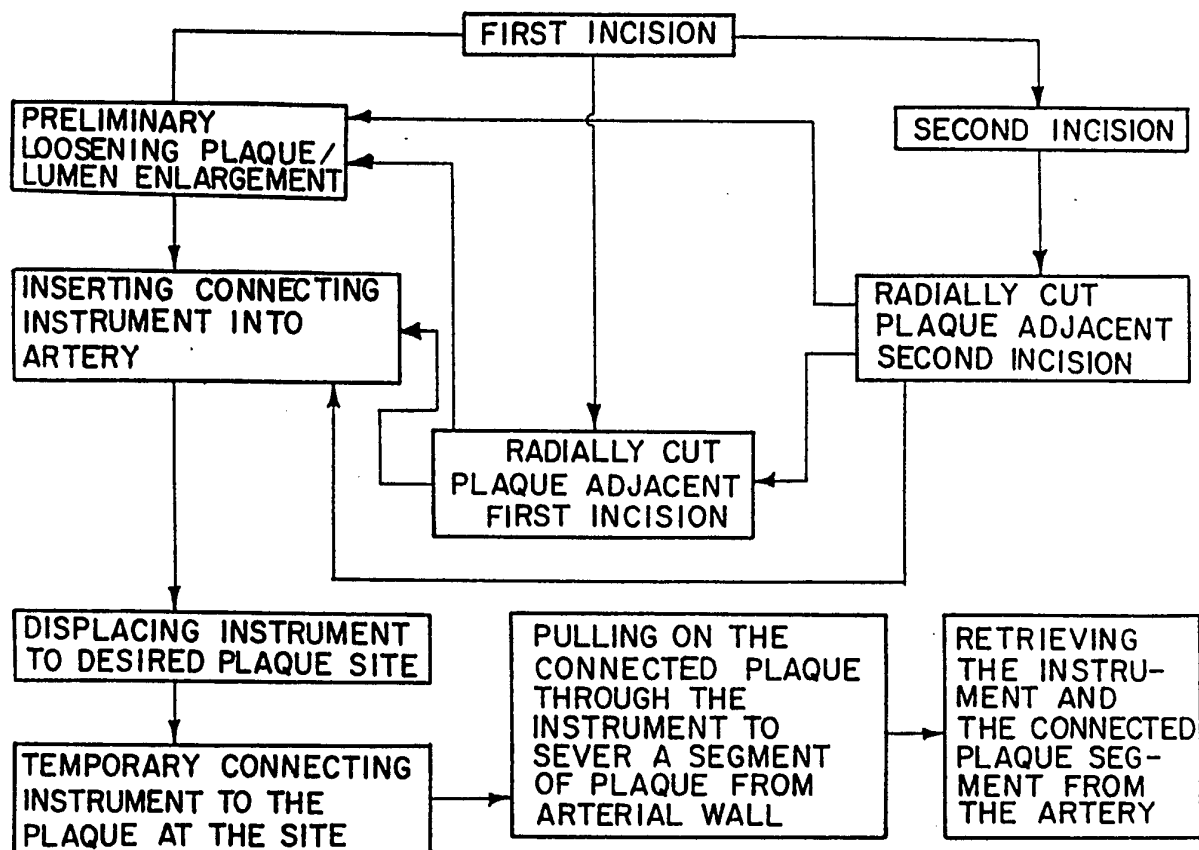 FIRST INCISION
PRELIMINARY
LOOSENING PLAQUE/
LUMEN ENLARGEMENT
SECOND INCISION
INSERTING CONNECTING
INSTRUMENT INTO
ARTERY
RADIALLY CUT
PLAQUE ADJACENT
SECOND INCISION
RADIALLY CUT
PLAQUE ADJACENT
FIRST INCISION
DISPLACING INSTRUMENT
TO DESIRED PLAQUE SITE
TEMPORARY CONNECTING
INSTRUMENT TO THE
PLAQUE AT THE SITE
PULLING ON THE
CONNECTED PLAQUE
THROUGH THE
INSTRUMENT TO
SEVER A SEGMENT
OF PLAQUE FROM
ARTERIAL WALL
RETRIEVING
THE INSTRU-
MENT AND
THE CONNECTED
PLAQUE SEG-
MENT FROM
THE ARTERY